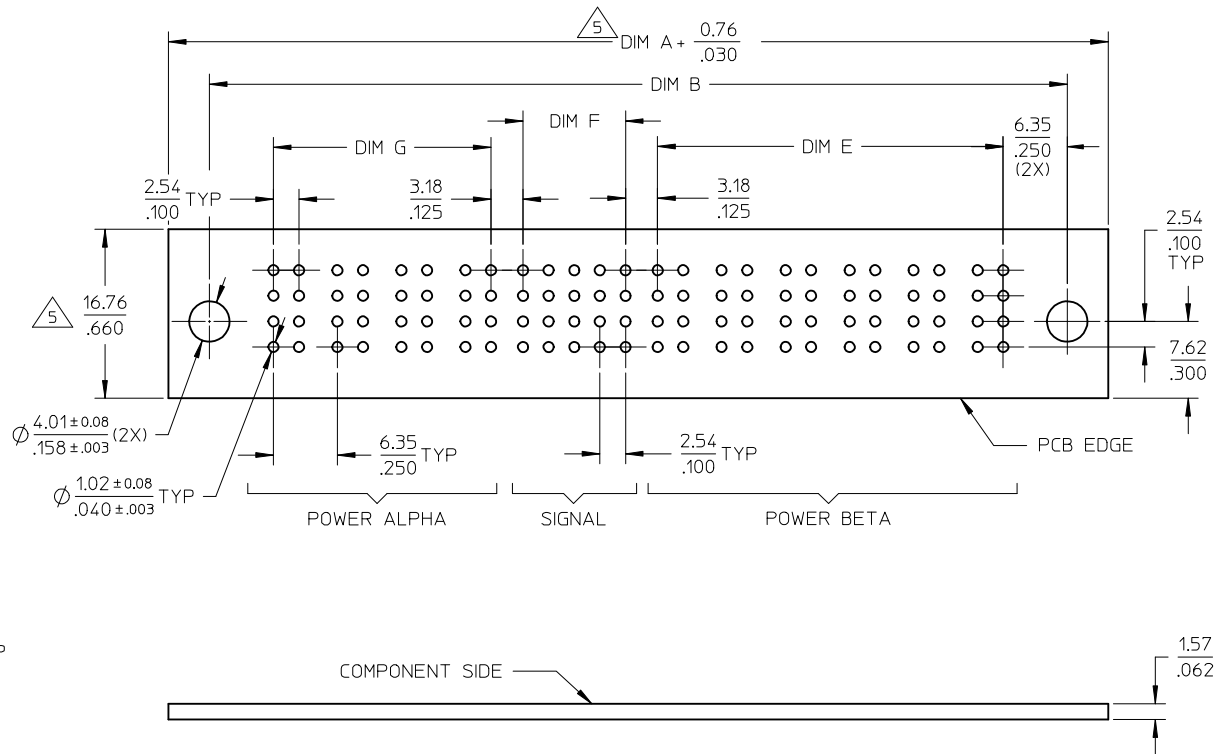 5
DIM A + 0.76
.030
DIM B
DIM F
DIM G
DIM E
6.35
.250
(2X)
2.54
.100 TYP
3.18
.125
3.18
.125
2.54
.100
TYP
5
16.76
.660
7.62
.300
Ø 4.01±0.08 (2X)
.158±.003
6.35
.250 TYP
2.54
.100 TYP
PCB EDGE
Ø 1.02±0.08 TYP
.040±.003
POWER ALPHA
SIGNAL
POWER BETA
P
COMPONENT SIDE
1.57
.062